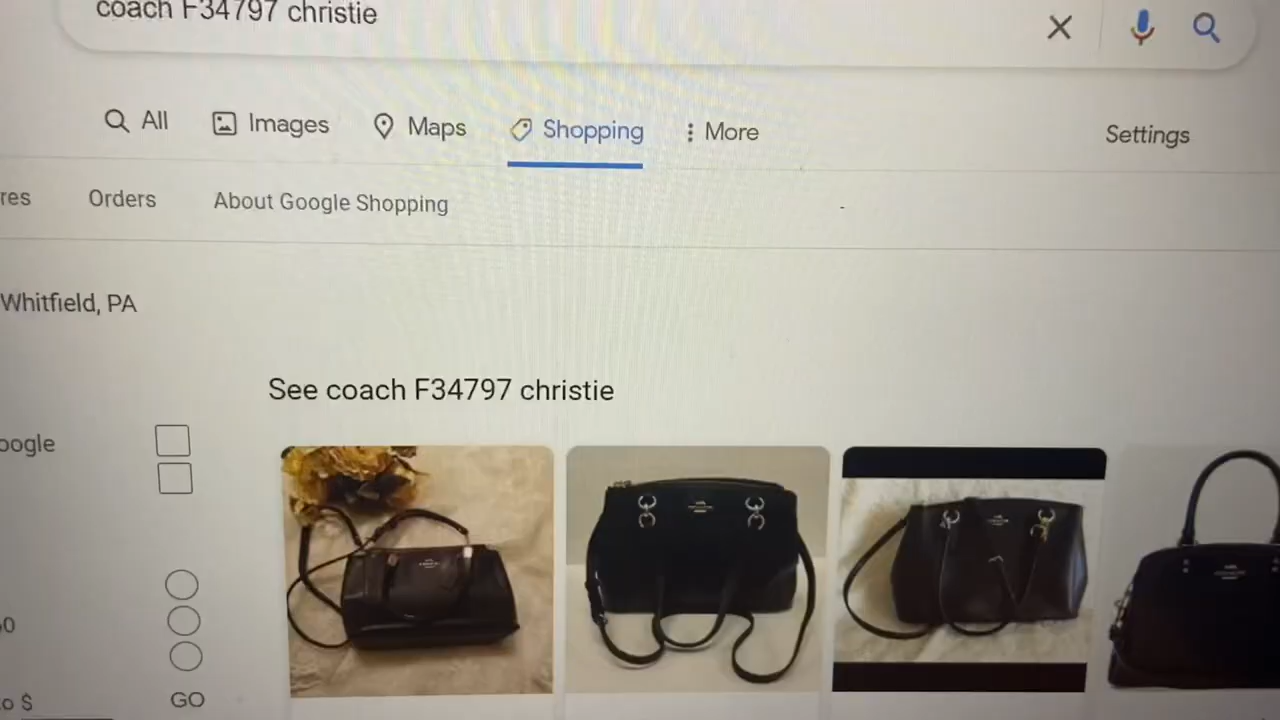 coach F34797 christie
All Images Maps Shopping More Settings
res Orders About Google Shopping
Whitfield, PA
See coach F34797 christie
oogle
to $ GO